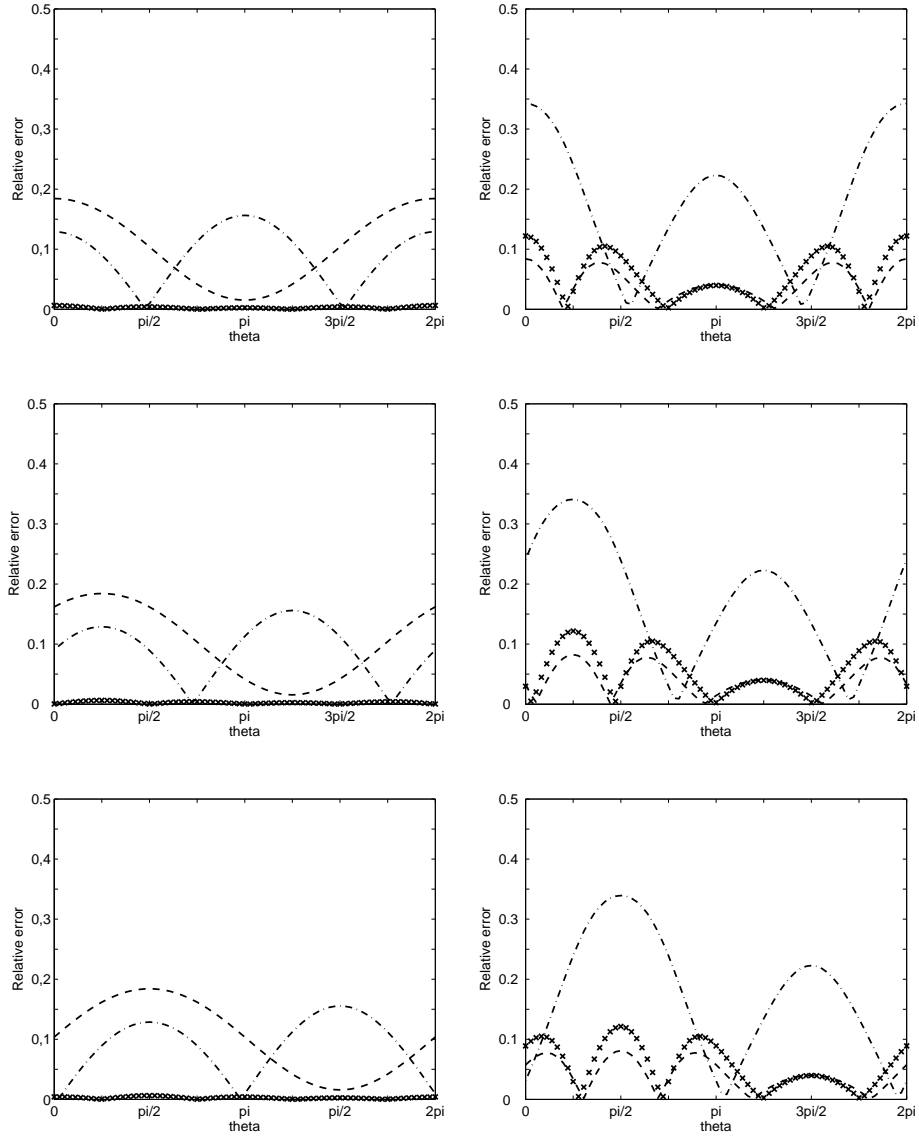 0.5
0,4
0,3
0,2
0,1
0
Relative error
0
pi/2
pi
3pi/2
2pi
theta
0.5
0,4
0,3
0,2
0,1
0
Relative error
0
pi/2
pi
3pi/2
2pi
theta
0.5
0.4
0.3
0.2
0.1
0
Relative error
0
pi/2
pi
3pi/2
2pi
theta
0.5
0.4
0.3
0.2
0.1
0
Relative error
0
pi/2
pi
3pi/2
2pi
theta
0.5
0,4
0,3
0,2
0,1
0
Relative error
0
pi/2
pi
pi/2
2pi
theta
0.5
0.4
0.3
0.2
0.1
0
Relative error
0
pi/2
pi
3pi/2
2pi
theta